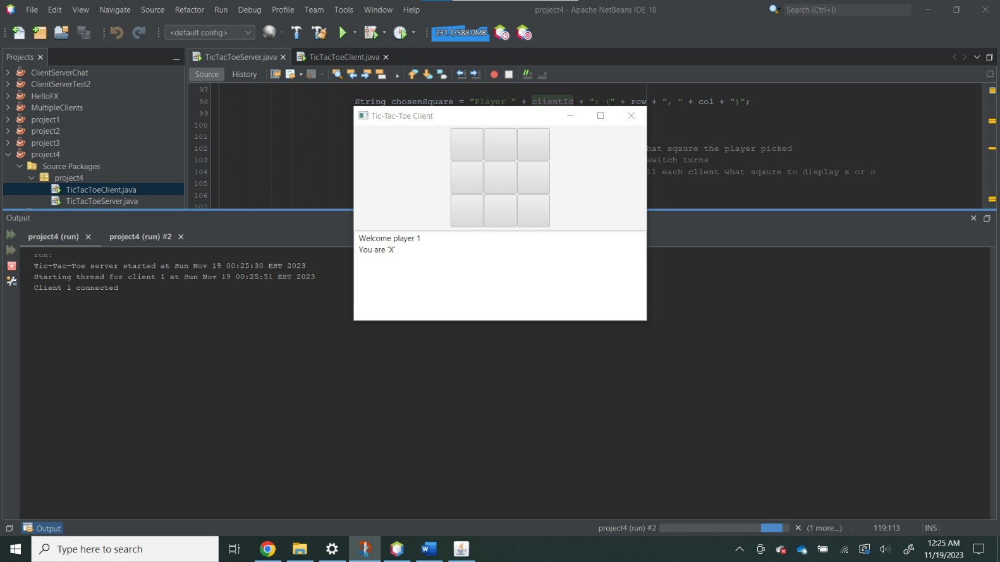 File Edit View Navigate Source Refactor Run Debug Profile Team Tools Window Help
project4 - Apache NetBeans IDE 18
Search (Ctrl+I)
<default config>
231.1/588.0MB
Projects
TicTacToeServer.java
TicTacToeClient.java
Source History
ClientServerChat
ClientServerTest2
HelloFX
MultipleClients
project1
project2
project3
project4
Source Packages
project4
TicTacToeClient.java
TicTacToeServer.java
97
98 String chosenSquare = "Player " + clientId + ": (" + row + ", " + col + ")";
99
100
101
102 hat sqaure the player picked
103 switch turns
104 ll each client what sqaure to display x or o
105
106
107
Tic-Tac-Toe Client
Welcome player 1
You are 'X'
Output
project4 (run) project4 (run) #2
run:
Tic-Tac-Toe server started at Sun Nov 19 00:25:30 EST 2023
Starting thread for client 1 at Sun Nov 19 00:25:51 EST 2023
Client 1 connected
Output
project4 (run) #2 (1 more...) 119:113 INS
Type here to search
12:25 AM
11/19/2023